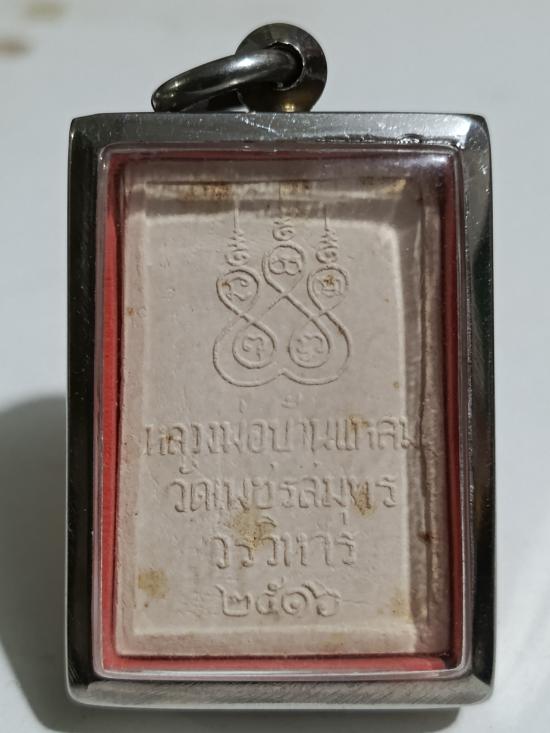 หลวงพ่อบ้านแหลม
วัดเพชรสมุทร
วรวิหาร
๒๕๑๖